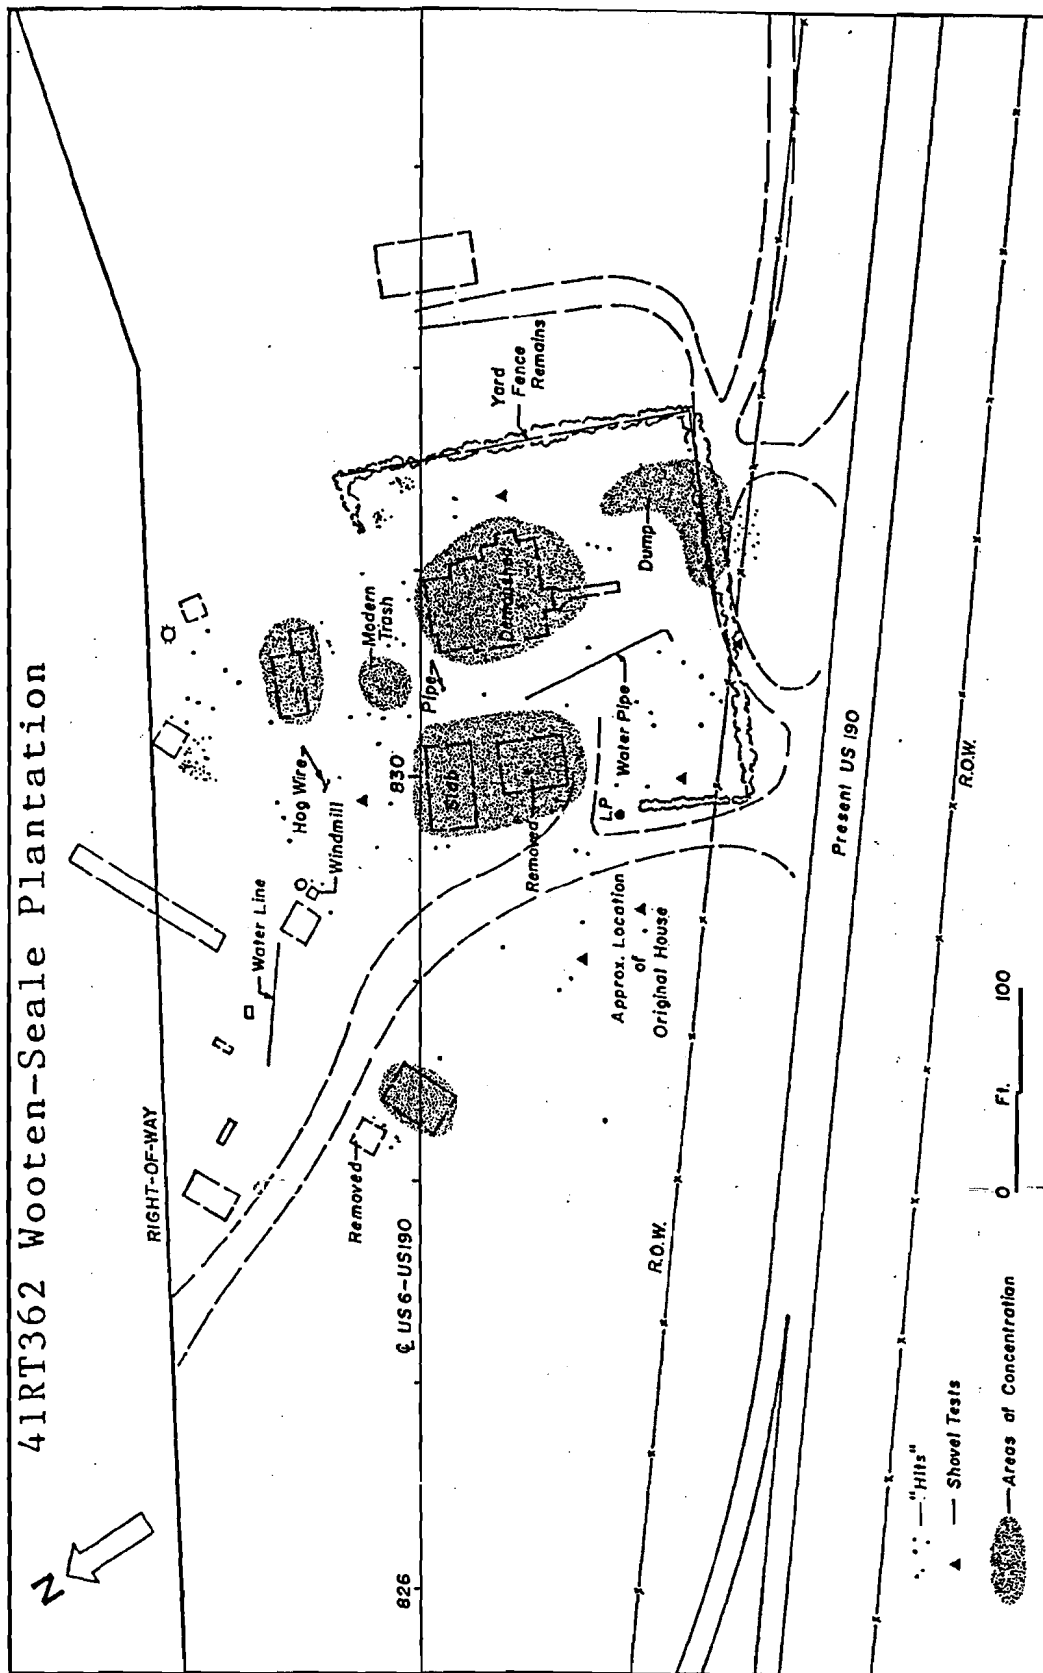 41RT362 Wooten-Seale Plantation
N
RIGHT-OF-WAY
Water Line
Windmill
Hog Wire
Modern
Trash
Yard
Fence
Remains
Removed
℄ US6-US190
826
830
Pipe
Slab
Removed
Demolished
Dump
Water Pipe
LP
Approx. Location
of
Original House
R.O.W.
Present US 190
R.O.W.
"Hits"
Shovel Tests
Areas of Concentration
0 Ft. 100